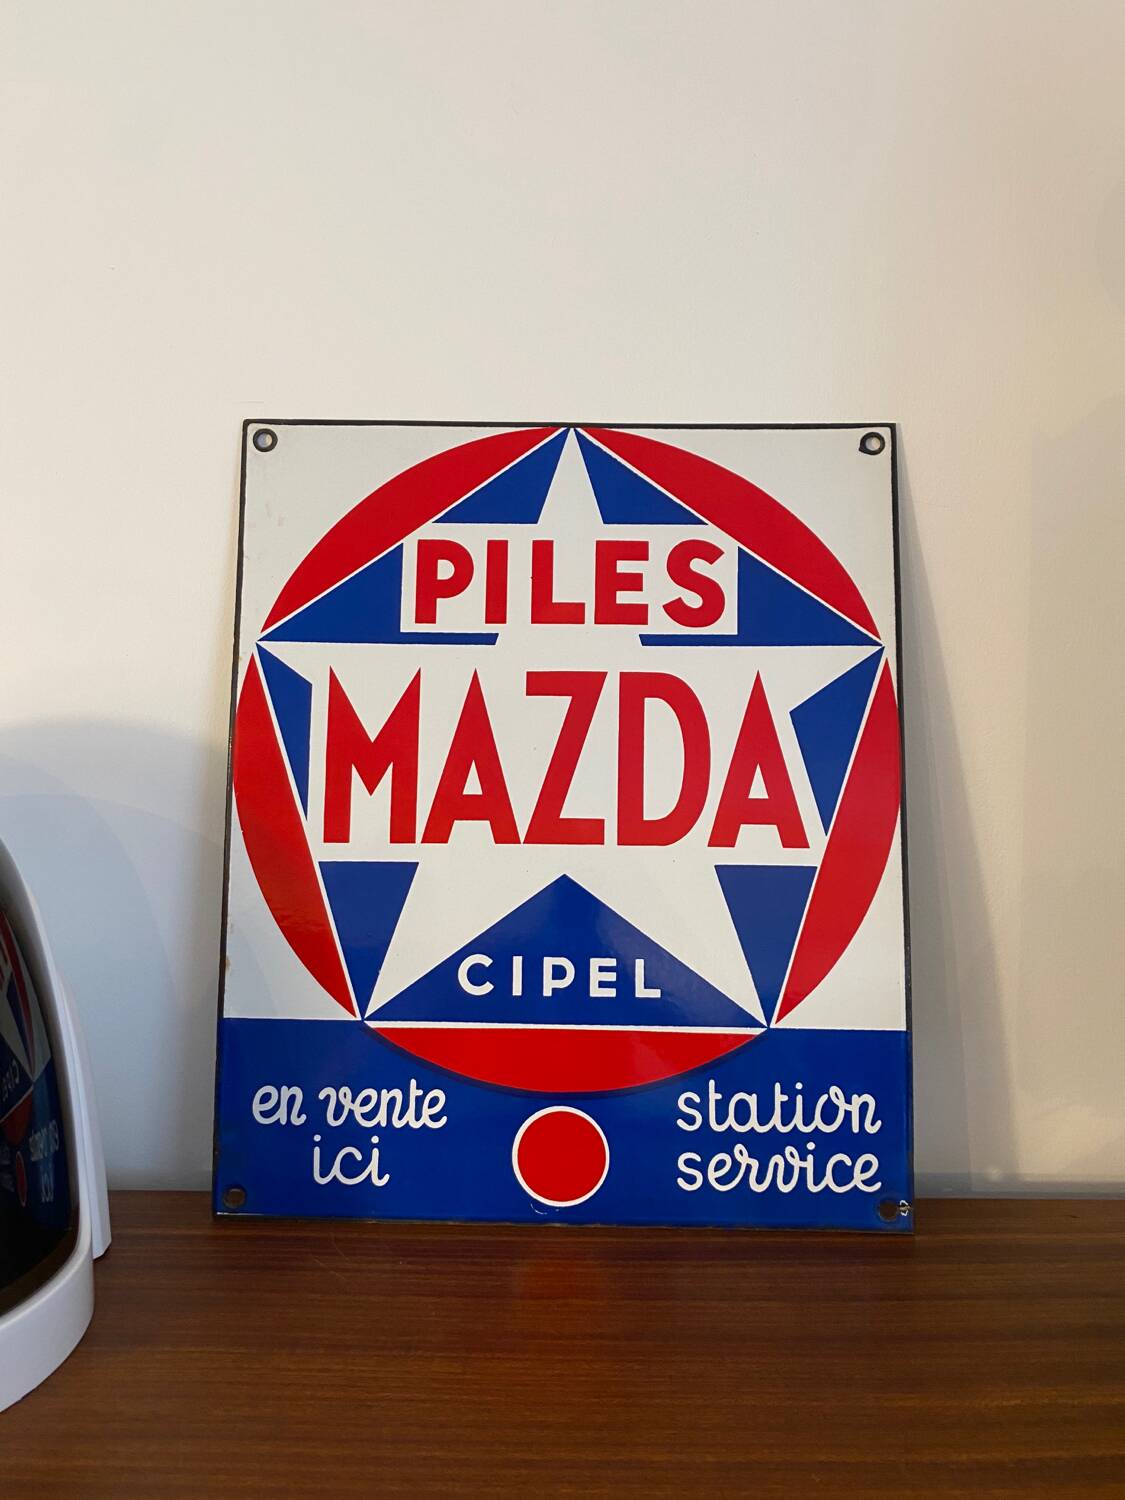 PILES
MAZDA
CIPEL
en vente
ici
station
service